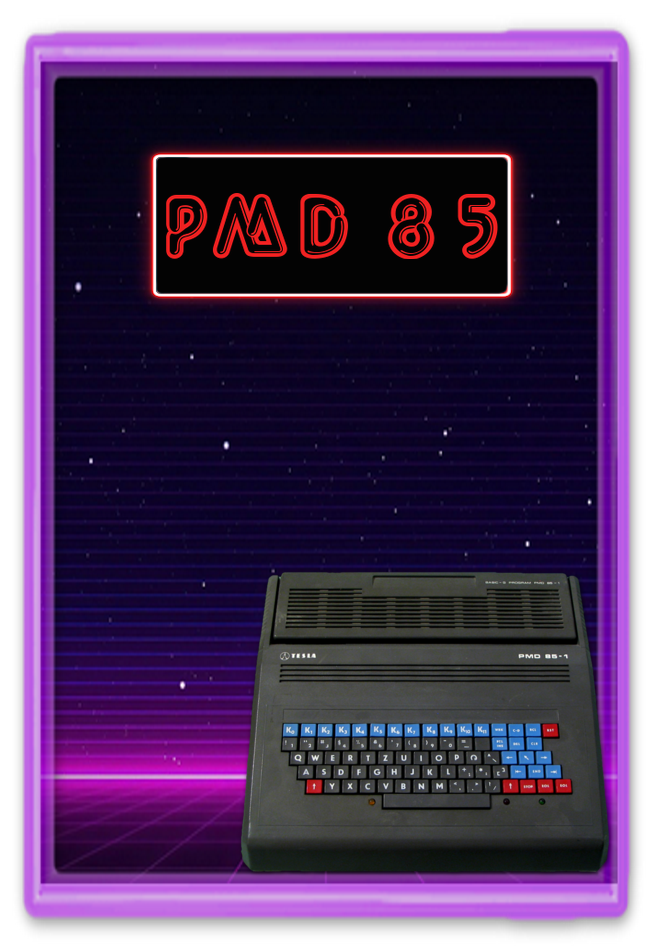 PMD 85
BASIC-G PROGRAM PMD 85-1
TESLA
PMD 85-1
K0 K1 K2 K3 K4 K5 K6 K7 K8 K9 K10 K11
Q W E R T Z U I O P
A S D F G H J K L
Y X C V B N M
STOP